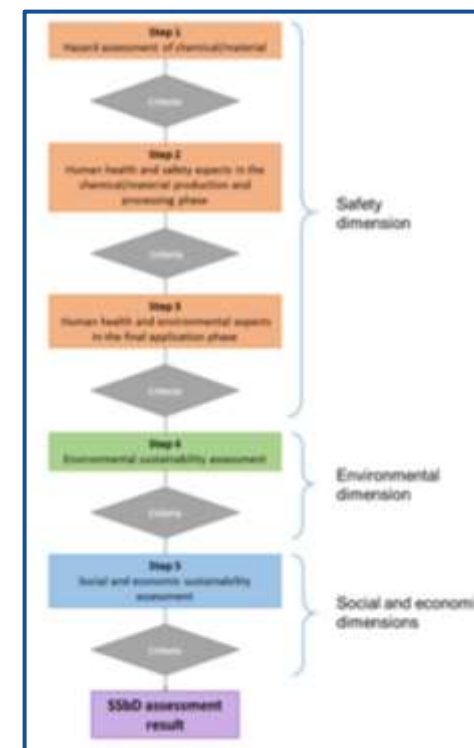 Step 1
Hazard assessment of chemical/material
Criteria
Step 2
Human health and safety aspects in the
chemical/material production and
processing phase
Criteria
Step 3
Human health and environmental aspects
in the final application phase
Criteria
Step 4
Environmental sustainability assessment
Criteria
Step 5
Social and economic sustainability
assessment
Criteria
SSbD assessment
result
Safety
dimension
Environmental
dimension
Social and economi
dimensions